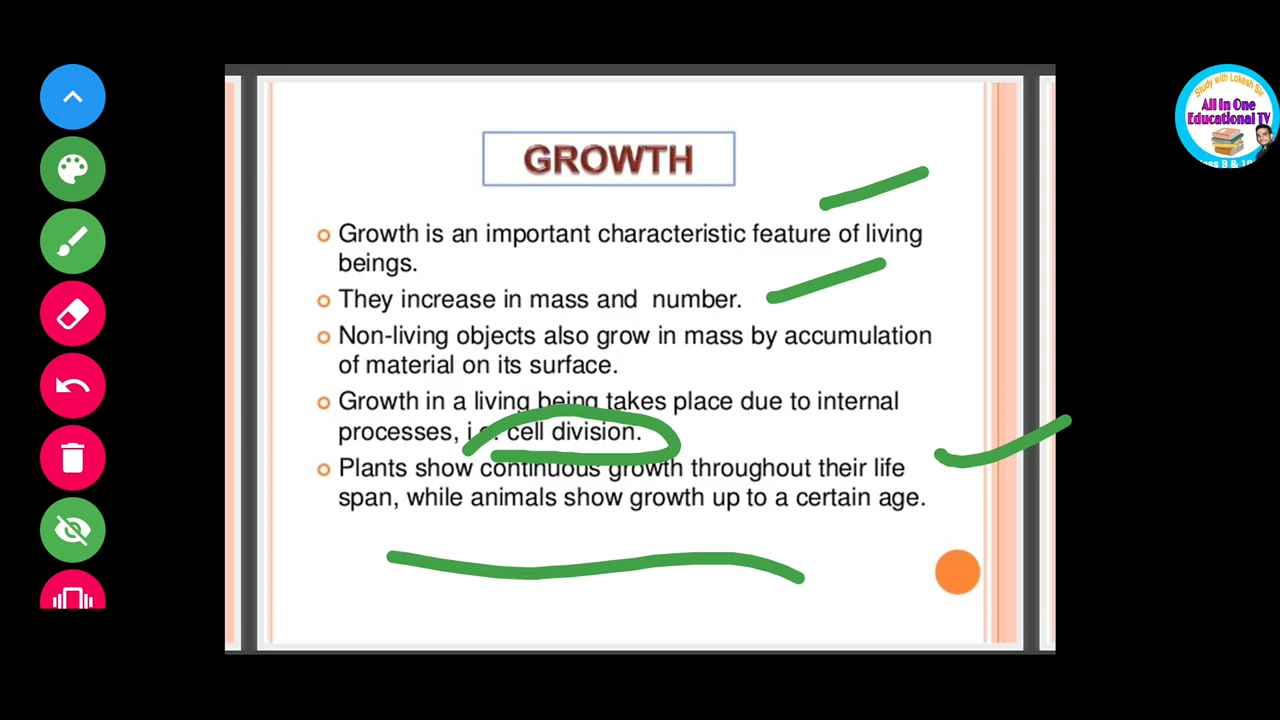 Study with Lokesh Sir
All In One
Educational TV
GROWTH
Growth is an important characteristic feature of living
beings.
They increase in mass and number.
Non-living objects also grow in mass by accumulation
of material on its surface.
Growth in a living being takes place due to internal
processes, i.e. cell division.
Plants show continuous growth throughout their life
span, while animals show growth up to a certain age.